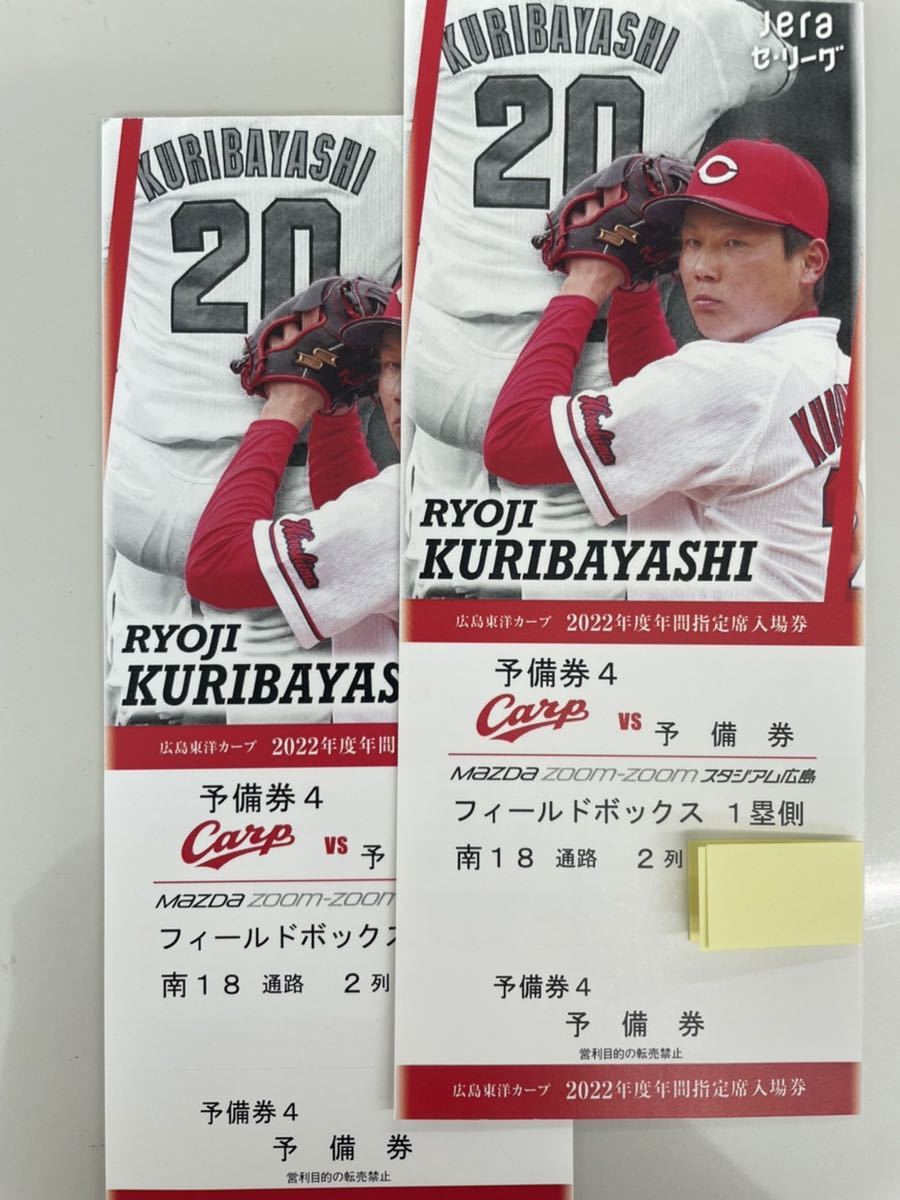 KURIBAYASHI
20
Jera
セ・リーグ
C
Hiroshima
RYOJI
KURIBAYASHI
広島東洋カープ 2022年度年間指定席入場券
予備券4
Carp VS 予備券
MAZDA ZOOM-ZOOM スタジアム広島
フィールドボックス 1塁側
南18 通路 2列
予備券4
予備券
営利目的の転売禁止
広島東洋カープ 2022年度年間指定席入場券
KURIBAYASHI
20
Hiroshima
RYOJI
KURIBAYAS
広島東洋カープ 2022年度年間
予備券4
Carp VS 予
MAZDA ZOOM-ZOOM
フィールドボックス
南18 通路 2列
予備券4
予備券
営利目的の転売禁止